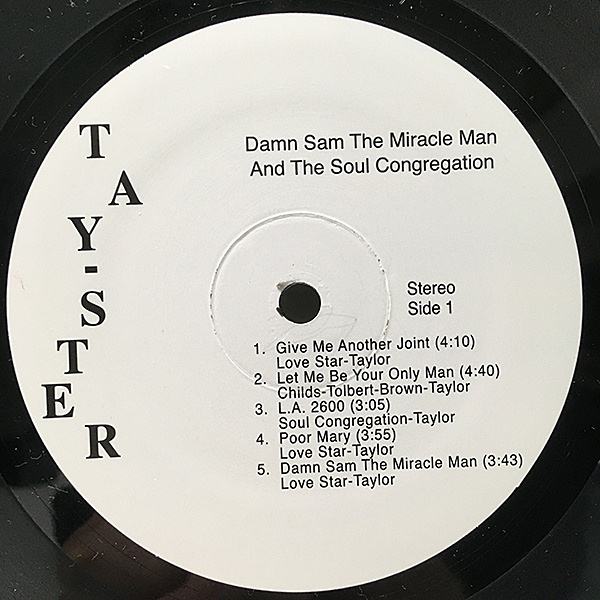 TAY-STER
Damn Sam The Miracle Man
And The Soul Congregation
Stereo
Side 1
1. Give Me Another Joint (4:10)
Love Star-Taylor
2. Let Me Be Your Only Man (4:40)
Childs-Tolbert-Brown-Taylor
3. L.A. 2600 (3:05)
Soul Congregation-Taylor
4. Poor Mary (3:55)
Love Star-Taylor
5. Damn Sam The Miracle Man (3:43)
Love Star-Taylor